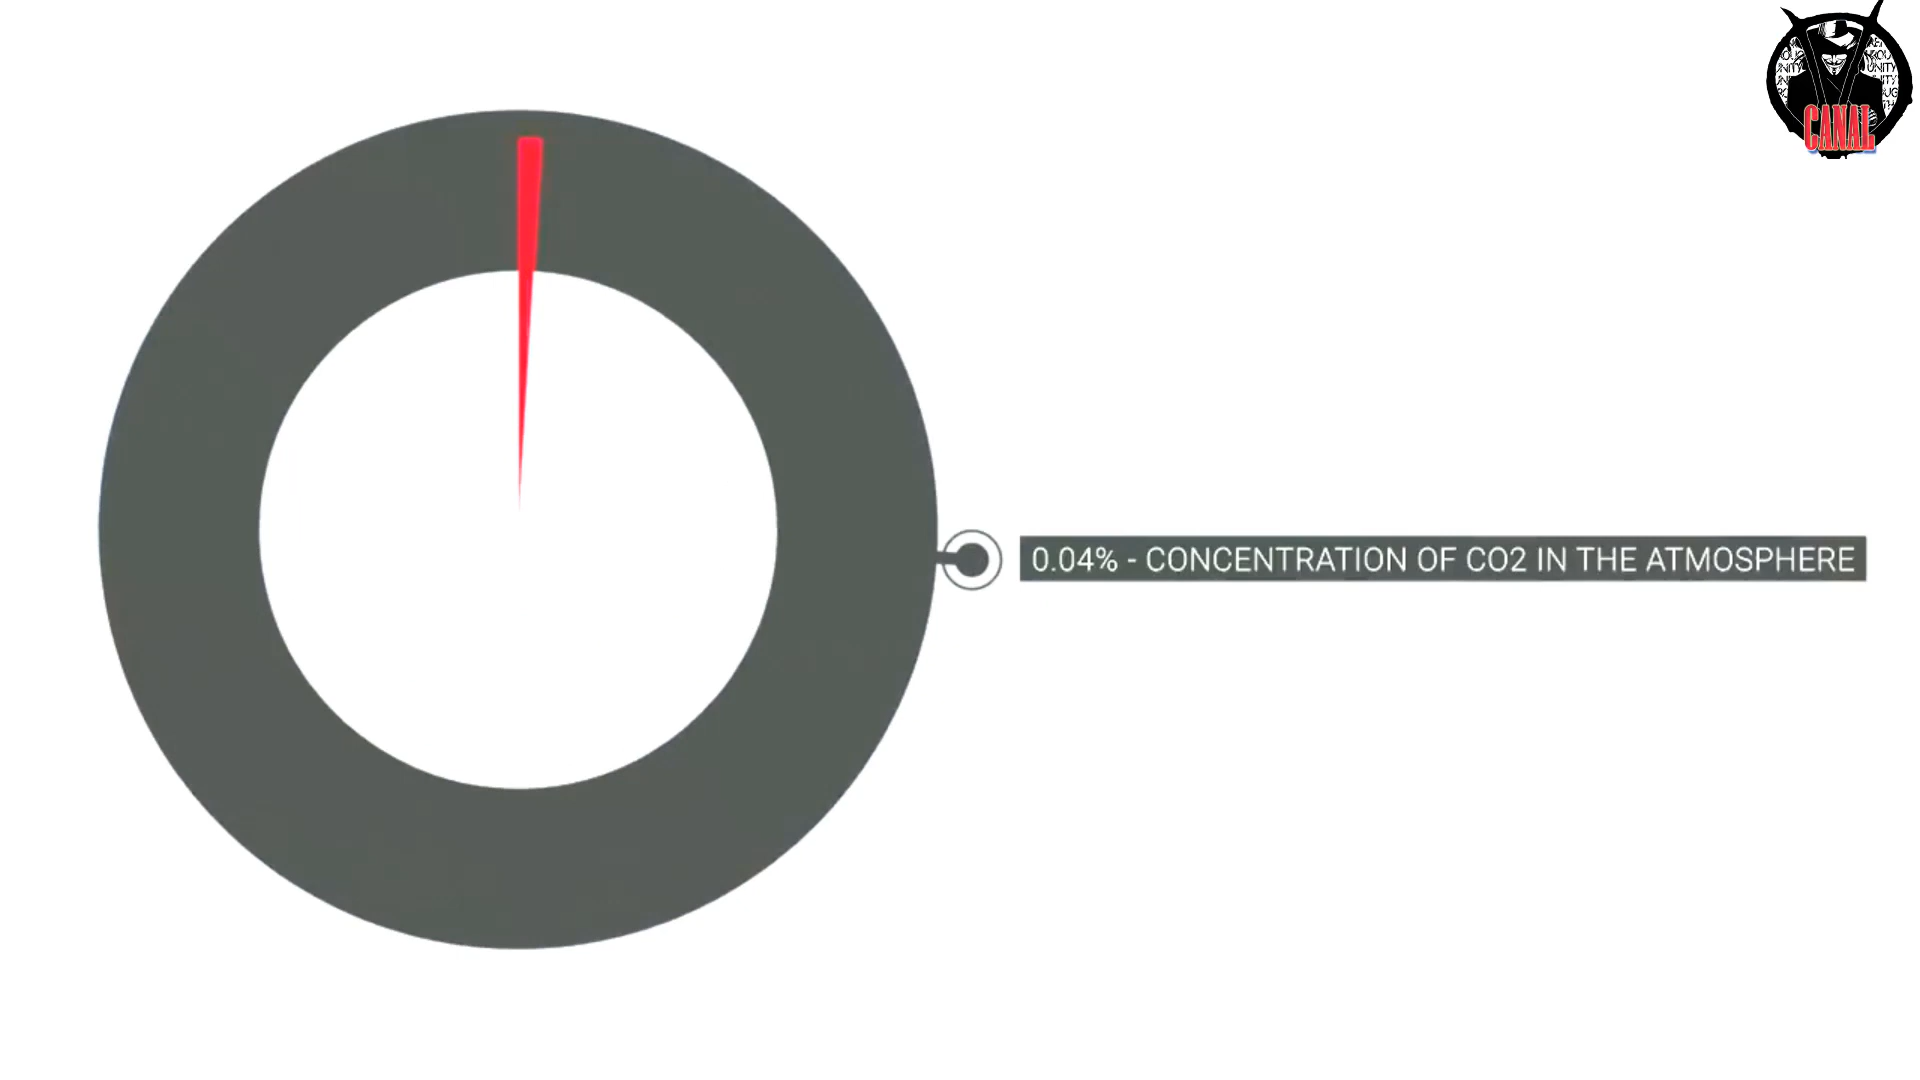 CANAL
0.04% - CONCENTRATION OF CO2 IN THE ATMOSPHERE